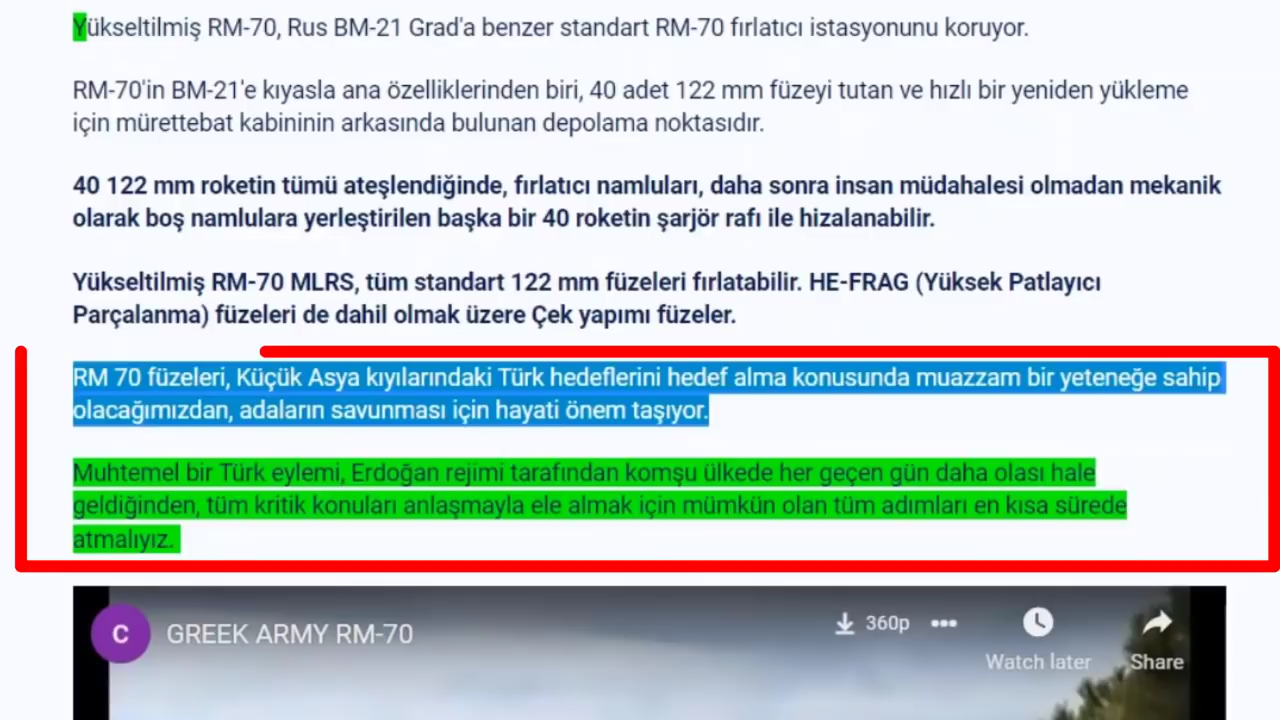 Yükseltilmiş RM-70, Rus BM-21 Grad'a benzer standart RM-70 fırlatıcı istasyonunu koruyor.
RM-70'in BM-21'e kıyasla ana özelliklerinden biri, 40 adet 122 mm füzeyi tutan ve hızlı bir yeniden yükleme
için mürettebat kabininin arkasında bulunan depolama noktasıdır.
40 122 mm roketin tümü ateşlendiğinde, fırlatıcı namluları, daha sonra insan müdahalesi olmadan mekanik
olarak boş namlulara yerleştirilen başka bir 40 roketin şarjör rafı ile hizalanabilir.
Yükseltilmiş RM-70 MLRS, tüm standart 122 mm füzeleri fırlatabilir. HE-FRAG (Yüksek Patlayıcı
Parçalanma) füzeleri de dahil olmak üzere Çek yapımı füzeler.
RM 70 füzeleri, Küçük Asya kıyılarındaki Türk hedeflerini hedef alma konusunda muazzam bir yeteneğe sahip
olacağımızdan, adaların savunması için hayati önem taşıyor.
Muhtemel bir Türk eylemi, Erdoğan rejimi tarafından komşu ülkede her geçen gün daha olası hale
geldiğinden, tüm kritik konuları anlaşmayla ele almak için mümkün olan tüm adımları en kısa sürede
atmalıyız.
C GREEK ARMY RM-70 360p
Watch later Share